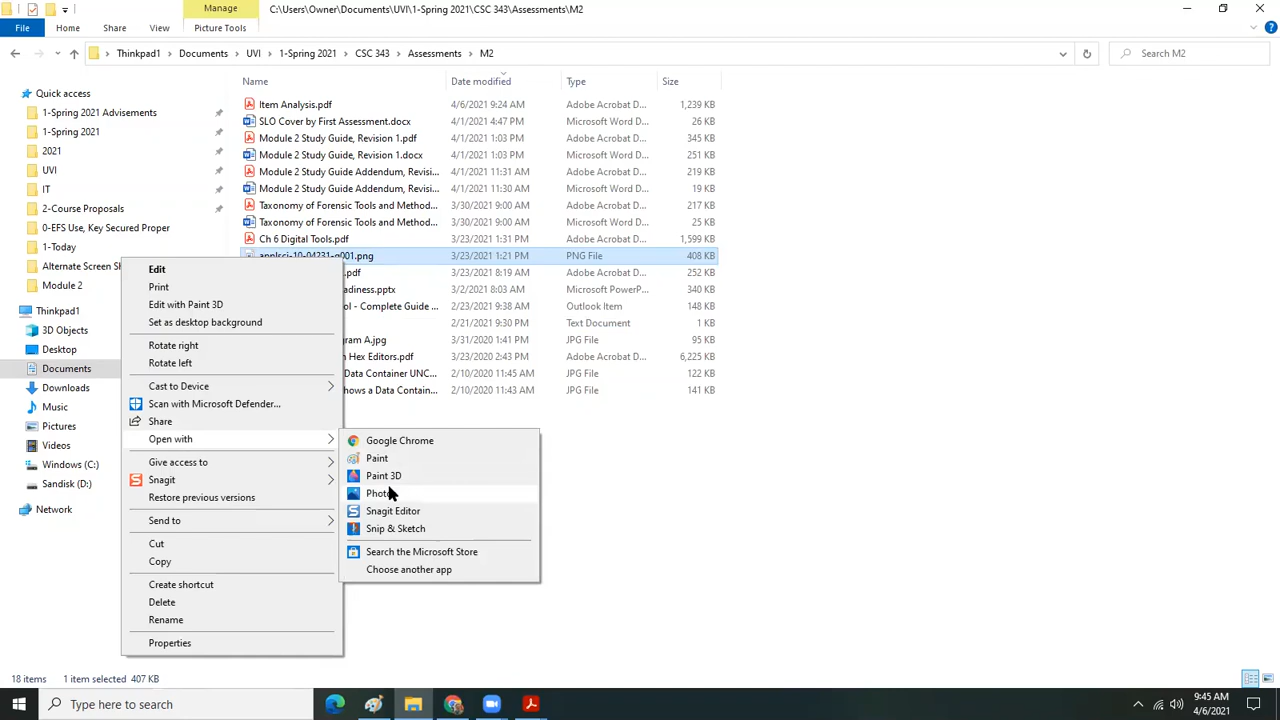 Manage
C:\Users\Owner\Documents\UVI\1-Spring 2021\CSC 343\Assessments\M2
File Home Share View Picture Tools
Thinkpad1 Documents UVI 1-Spring 2021 CSC 343 Assessments M2
Search M2
Name Date modified Type Size
Quick access
1-Spring 2021 Advisements
1-Spring 2021
2021
UVI
IT
2-Course Proposals
0-EFS Use, Key Secured Proper
1-Today
Alternate Screen Sh
Module 2
Thinkpad1
3D Objects
Desktop
Documents
Downloads
Music
Pictures
Videos
Windows (C:)
Sandisk (D:)
Network
Item Analysis.pdf 4/6/2021 9:24 AM Adobe Acrobat D... 1,239 KB
SLO Cover by First Assessment.docx 4/1/2021 4:47 PM Microsoft Word D... 26 KB
Module 2 Study Guide, Revision 1.pdf 4/1/2021 1:03 PM Adobe Acrobat D... 345 KB
Module 2 Study Guide, Revision 1.docx 4/1/2021 1:03 PM Microsoft Word D... 251 KB
Module 2 Study Guide Addendum, Revisi... 4/1/2021 11:31 AM Adobe Acrobat D... 219 KB
Module 2 Study Guide Addendum, Revisi... 4/1/2021 11:30 AM Microsoft Word D... 19 KB
Taxonomy of Forensic Tools and Method... 3/30/2021 9:00 AM Adobe Acrobat D... 217 KB
Taxonomy of Forensic Tools and Method... 3/30/2021 9:00 AM Microsoft Word D... 25 KB
Ch 6 Digital Tools.pdf 3/23/2021 1:31 PM Adobe Acrobat D... 1,599 KB
applsci-10-04231-g001.png 3/23/2021 1:21 PM PNG File 408 KB
.pdf 3/23/2021 8:19 AM Adobe Acrobat D... 252 KB
adiness.pptx 3/2/2021 8:03 AM Microsoft PowerP... 340 KB
ol - Complete Guide ... 2/23/2021 9:38 AM Outlook Item 148 KB
2/21/2021 9:30 PM Text Document 1 KB
gram A.jpg 3/31/2020 1:41 PM JPG File 95 KB
n Hex Editors.pdf 3/23/2020 2:43 PM Adobe Acrobat D... 6,225 KB
Data Container UNC... 2/10/2020 11:45 AM JPG File 122 KB
hows a Data Contain... 2/10/2020 11:43 AM JPG File 141 KB
Edit
Print
Edit with Paint 3D
Set as desktop background
Rotate right
Rotate left
Cast to Device
Scan with Microsoft Defender...
Share
Open with
Give access to
Snagit
Restore previous versions
Send to
Cut
Copy
Create shortcut
Delete
Rename
Properties
Google Chrome
Paint
Paint 3D
Photo
Snagit Editor
Snip & Sketch
Search the Microsoft Store
Choose another app
18 items 1 item selected 407 KB
Type here to search
9:45 AM
4/6/2021